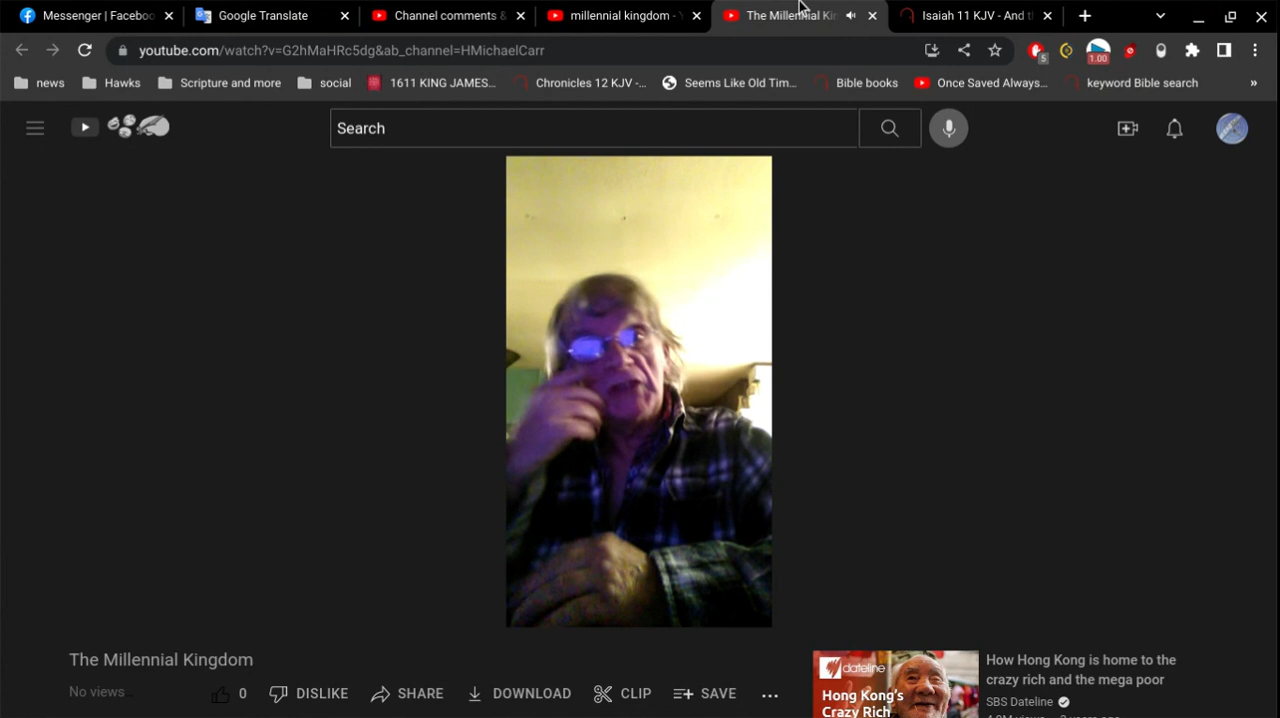 Messenger | Facebo
Google Translate
Channel comments &
millennial kingdom - Y
The Millennial Ki
Isaiah 11 KJV - And t
youtube.com/watch?v=G2hMaHRc5dg&ab_channel=HMichaelCarr
5
1.00
news
Hawks
Scripture and more
social
1611 KING JAMES...
Chronicles 12 KJV -...
Seems Like Old Tim...
Bible books
Once Saved Always...
keyword Bible search
»
Search
The Millennial Kingdom
No views...
0
DISLIKE
SHARE
DOWNLOAD
CLIP
SAVE
dateline
Hong Kong's
Crazy Rich
How Hong Kong is home to the
crazy rich and the mega poor
SBS Dateline